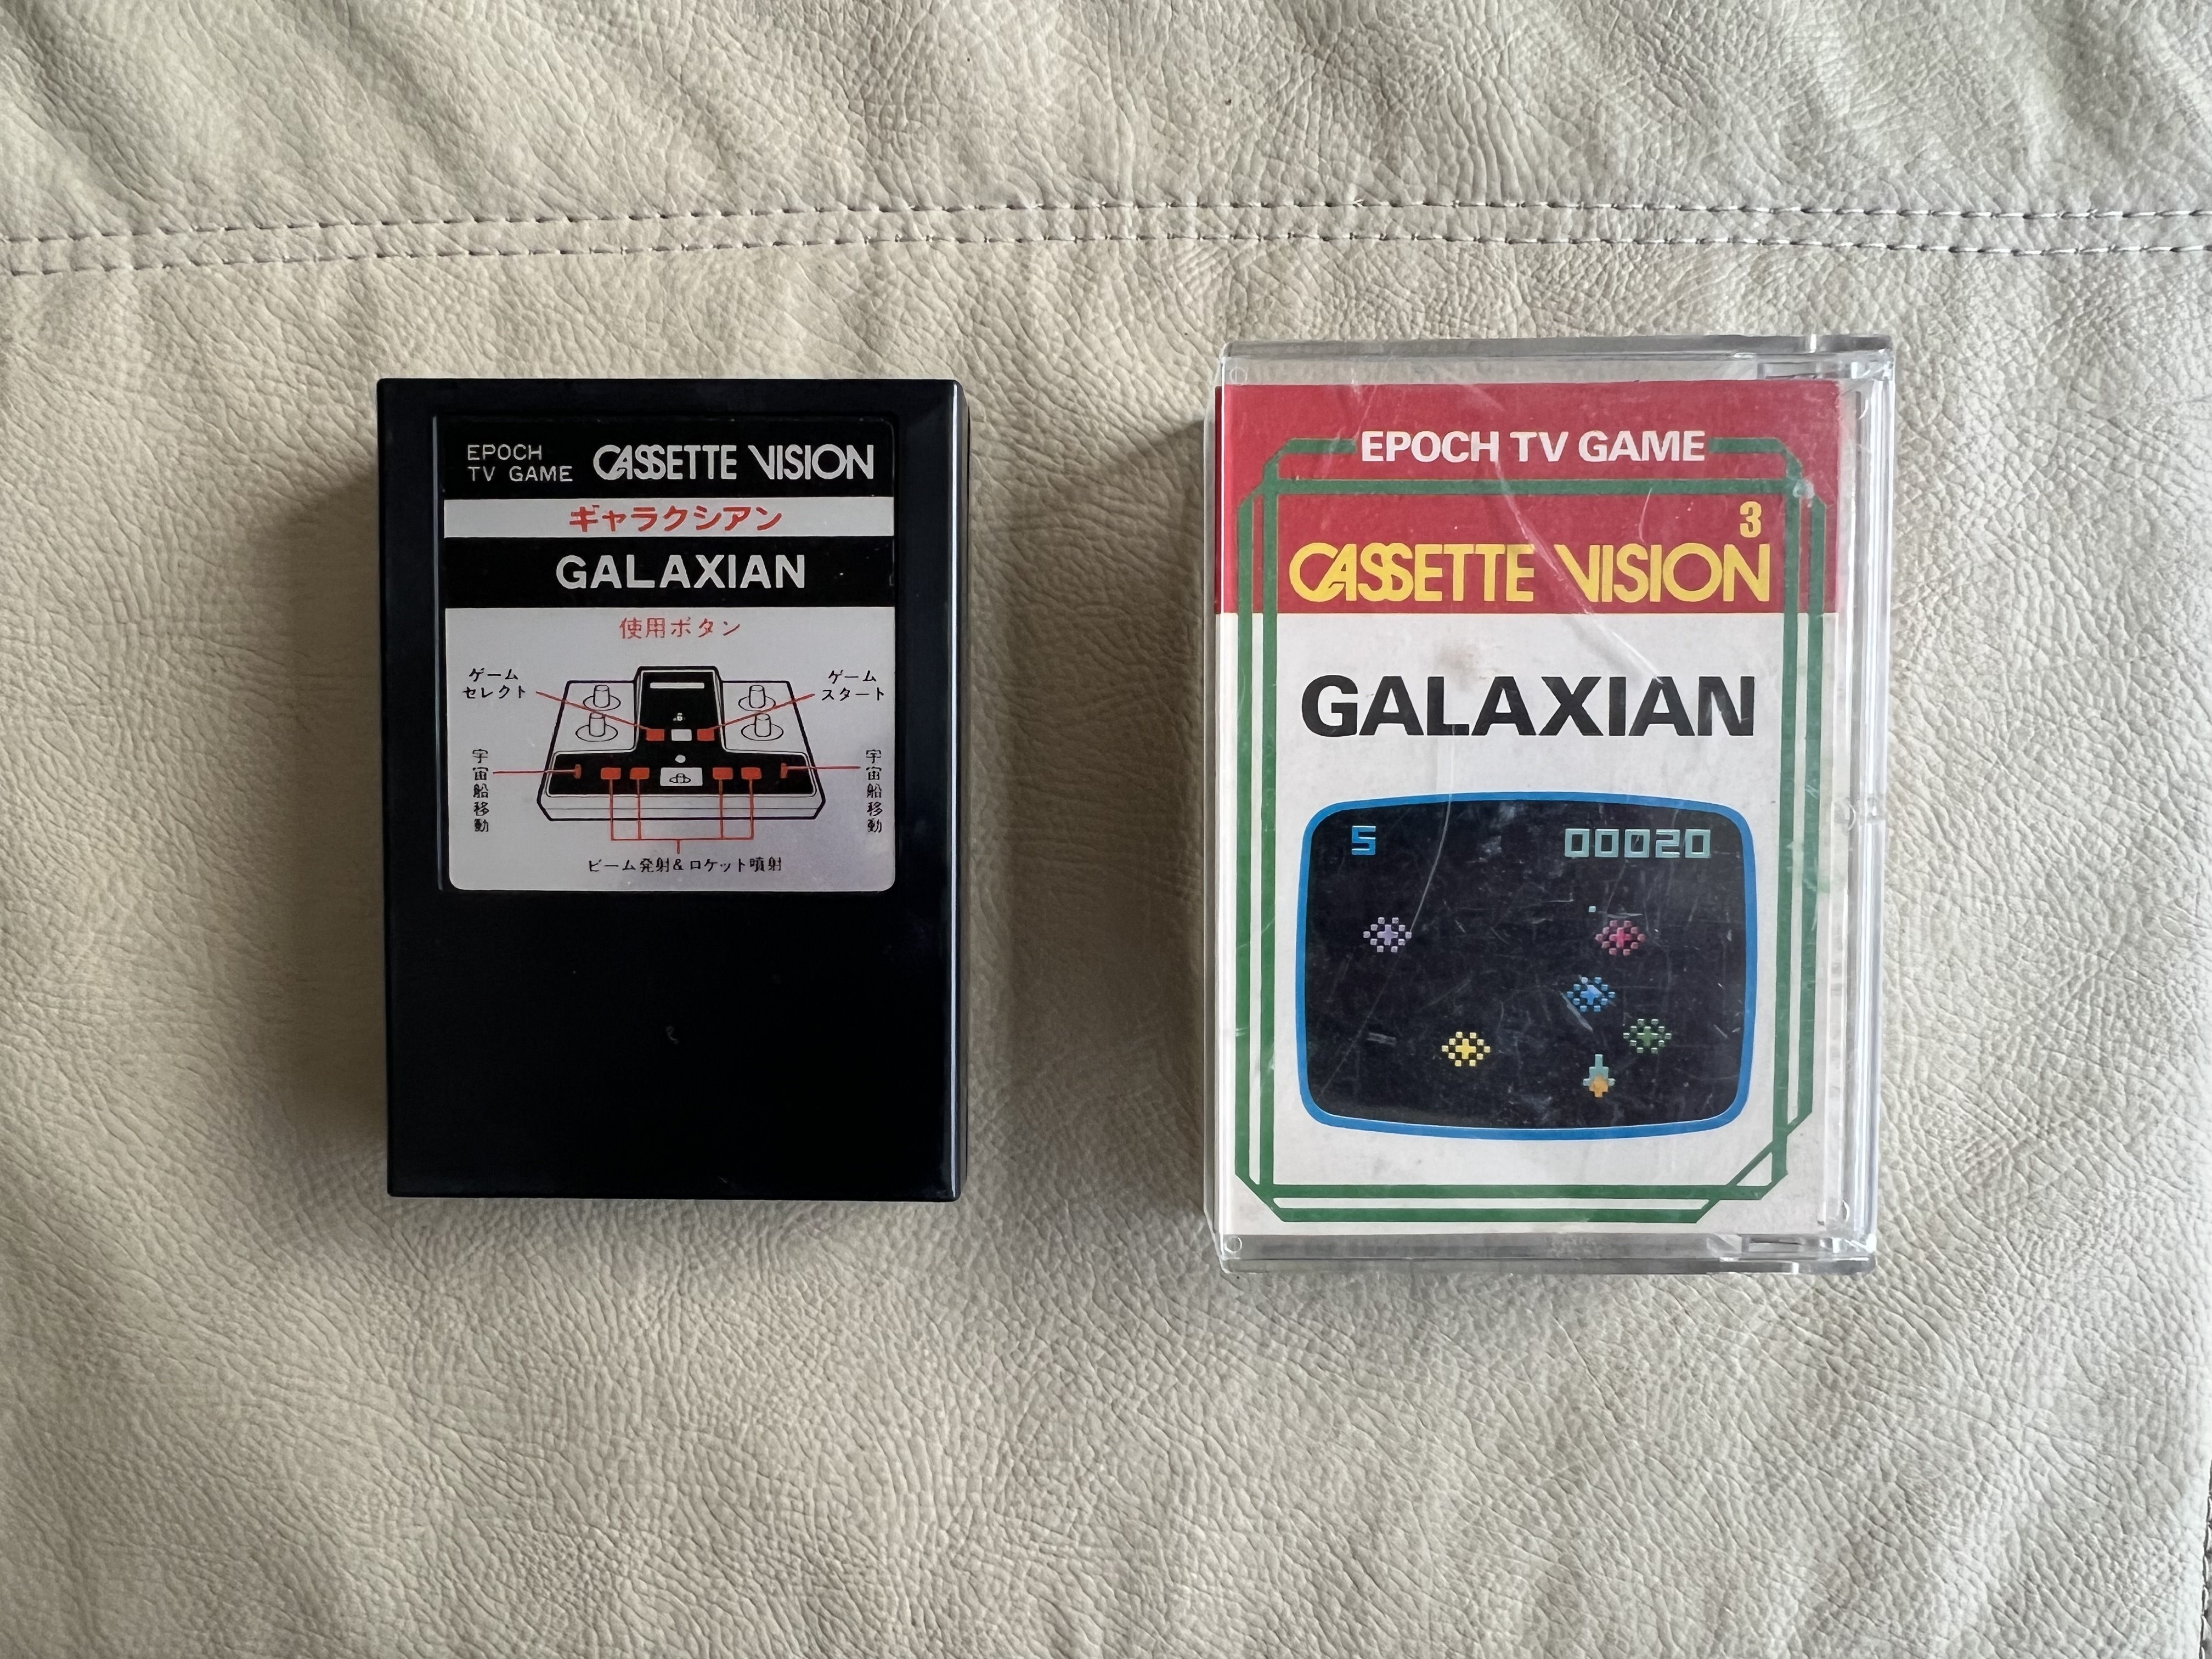 EPOCH
TV GAME
CASSETTE VISION
ギャラクシアン
GALAXIAN
使用ボタン
ゲーム
セレクト
ゲーム
スタート
宇宙船移動
宇宙船移動
ビーム発射&ロケット噴射
EPOCH TV GAME
3
CASSETTE VISION
GALAXIAN
5 00020